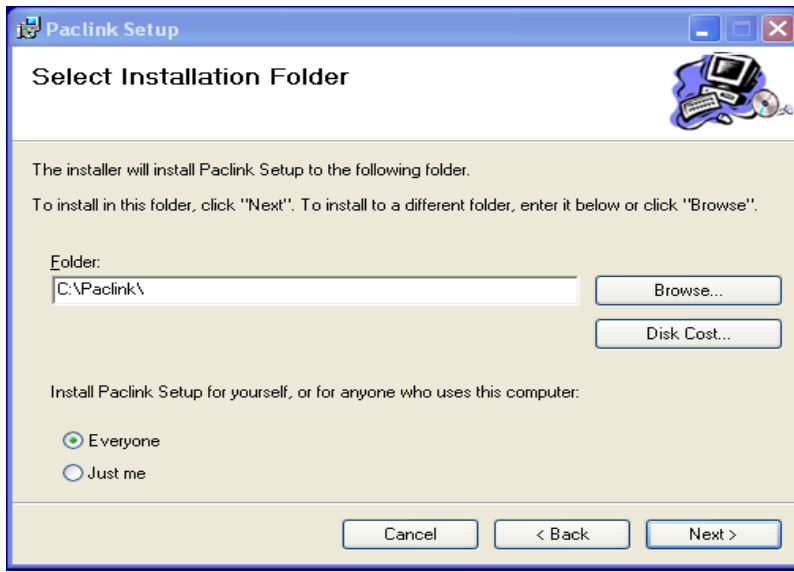 Paclink Setup
Select Installation Folder
The installer will install Paclink Setup to the following folder.
To install in this folder, click "Next". To install to a different folder, enter it below or click "Browse".
Folder:
C:\Paclink\
Browse...
Disk Cost...
Install Paclink Setup for yourself, or for anyone who uses this computer:
Everyone
Just me
Cancel
< Back
Next >